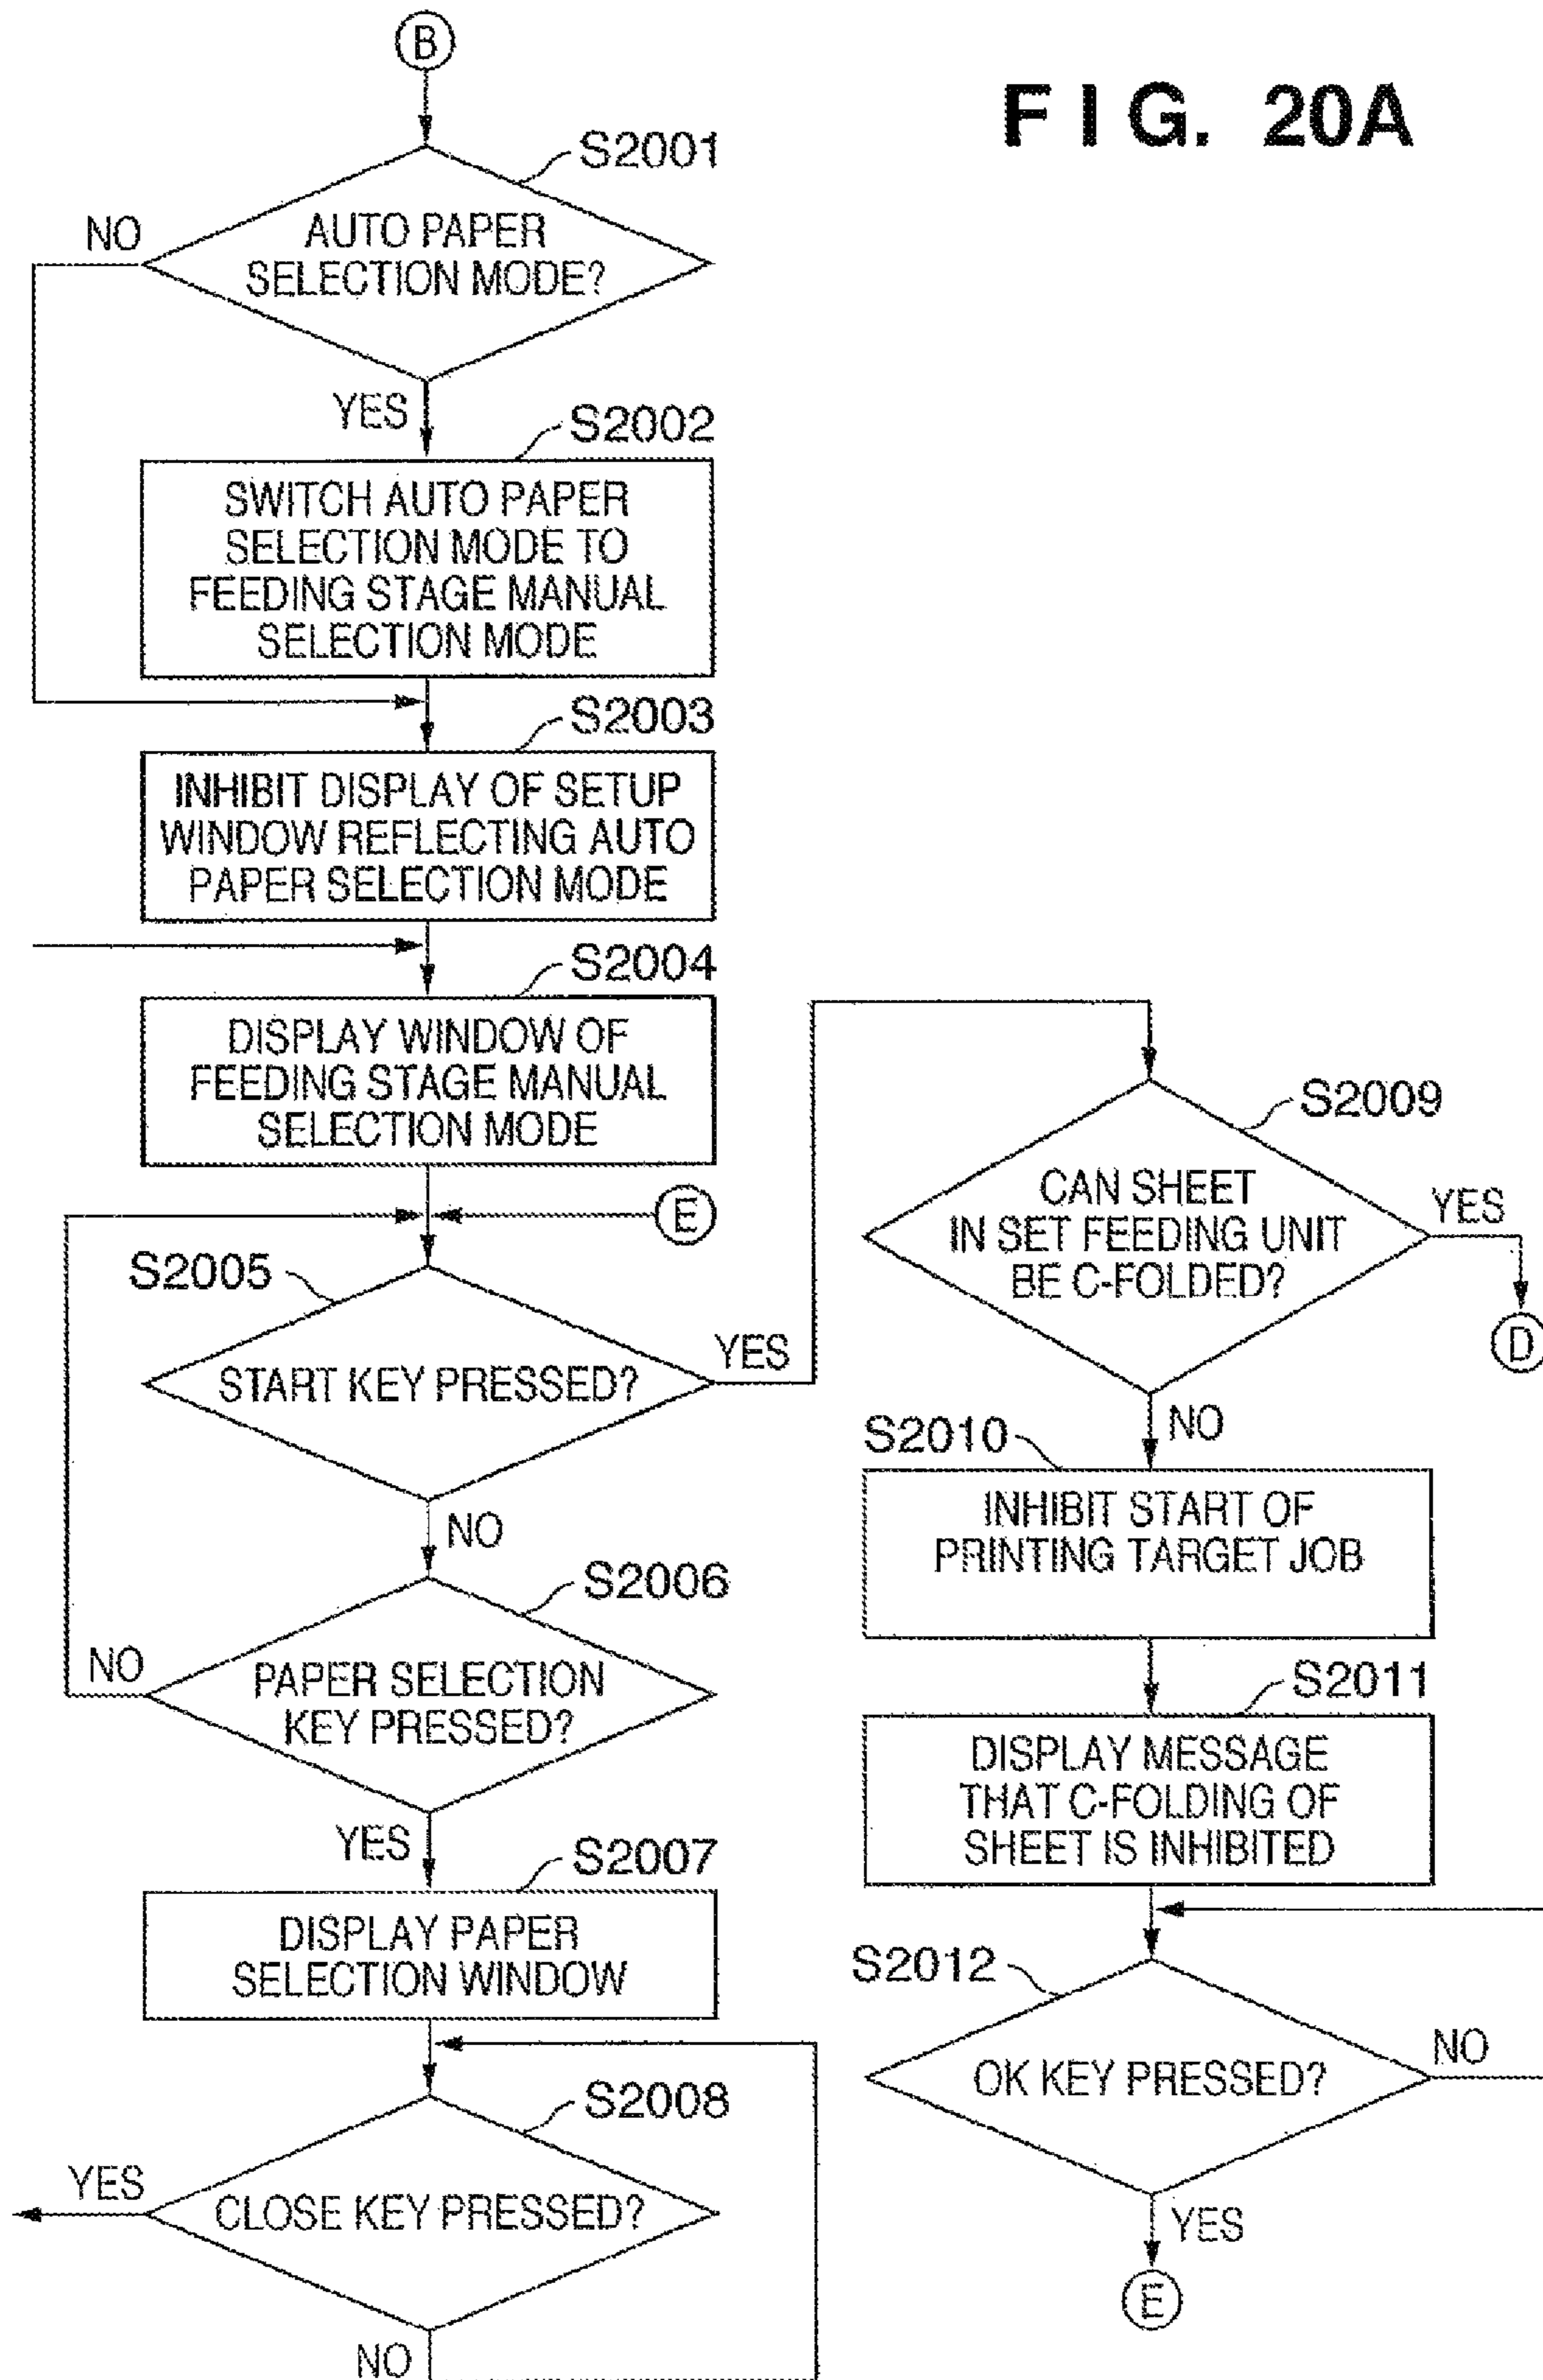 B
FIG. 20A
S2001
AUTO PAPER
SELECTION MODE?
NO
YES
S2002
SWITCH AUTO PAPER
SELECTION MODE TO
FEEDING STAGE MANUAL
SELECTION MODE
S2003
INHIBIT DISPLAY OF SETUP
WINDOW REFLECTING AUTO
PAPER SELECTION MODE
S2004
DISPLAY WINDOW OF
FEEDING STAGE MANUAL
SELECTION MODE
E
S2005
START KEY PRESSED?
YES
NO
S2006
PAPER SELECTION
KEY PRESSED?
NO
YES
S2007
DISPLAY PAPER
SELECTION WINDOW
S2008
CLOSE KEY PRESSED?
YES
NO
S2009
CAN SHEET
IN SET FEEDING UNIT
BE C-FOLDED?
YES
D
NO
S2010
INHIBIT START OF
PRINTING TARGET JOB
S2011
DISPLAY MESSAGE
THAT C-FOLDING OF
SHEET IS INHIBITED
S2012
OK KEY PRESSED?
NO
YES
E